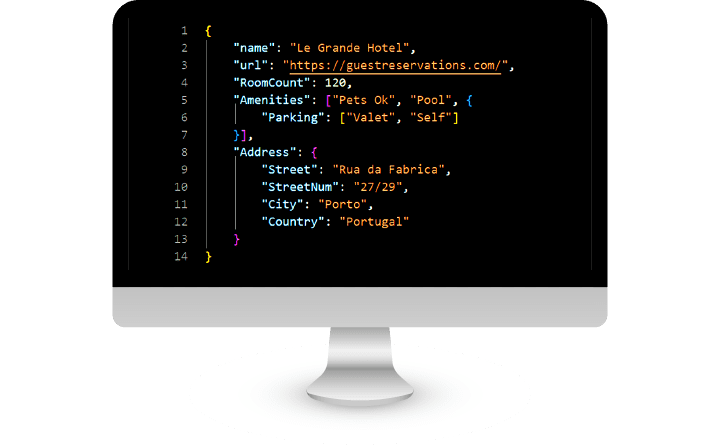 1 {
2 "name": "Le Grande Hotel",
3 "url": "https://guestreservations.com/",
4 "RoomCount": 120,
5 "Amenities": ["Pets Ok", "Pool", {
6 "Parking": ["Valet", "Self"]
7 }],
8 "Address": {
9 "Street": "Rua da Fabrica",
10 "StreetNum": "27/29",
11 "City": "Porto",
12 "Country": "Portugal"
13 }
14 }